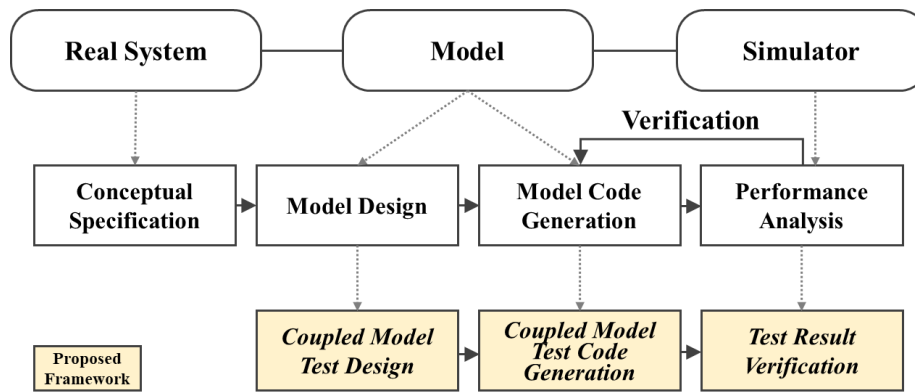 Real System
Model
Simulator
Verification
Conceptual
Specification
Model Design
Model Code
Generation
Performance
Analysis
Coupled Model
Test Design
Coupled Model
Test Code
Generation
Test Result
Verification
Proposed
Framework